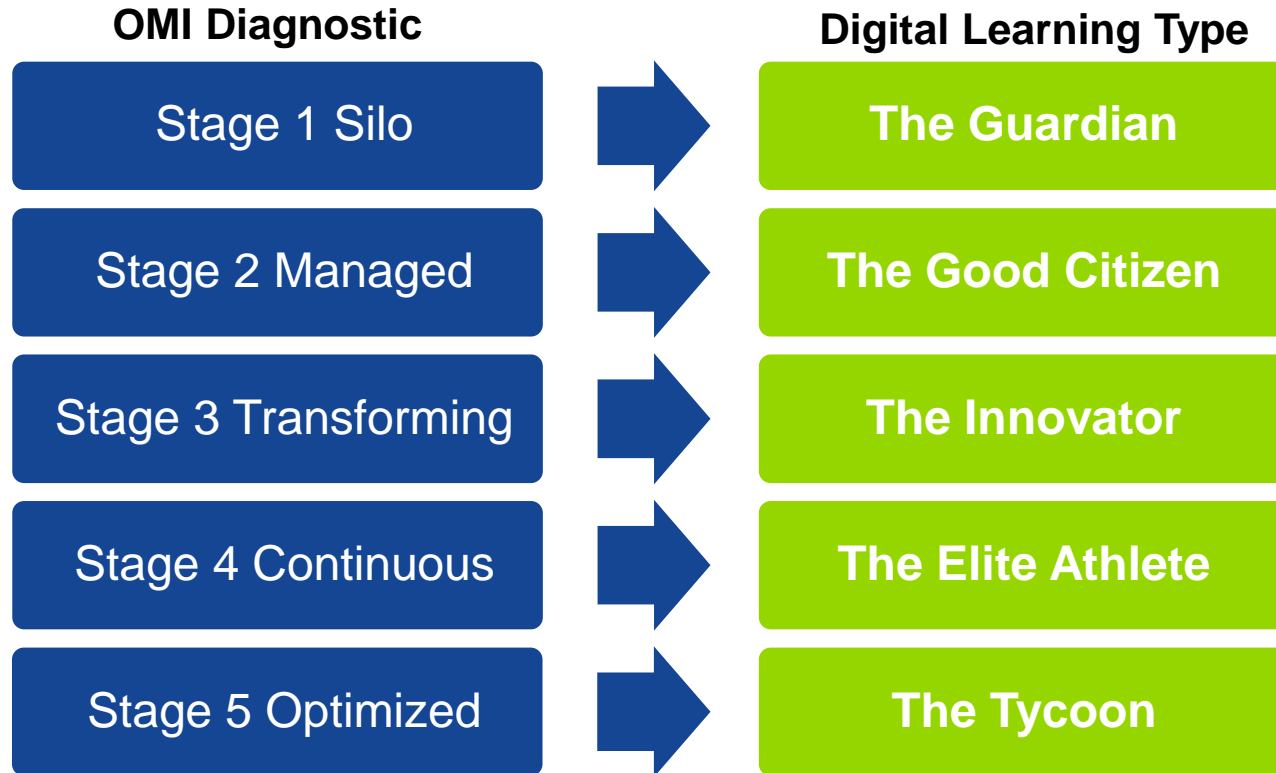 OMI Diagnostic
Digital Learning Type
Stage 1 Silo
The Guardian
Stage 2 Managed
The Good Citizen
Stage 3 Transforming
The Innovator
Stage 4 Continuous
The Elite Athlete
Stage 5 Optimized
The Tycoon